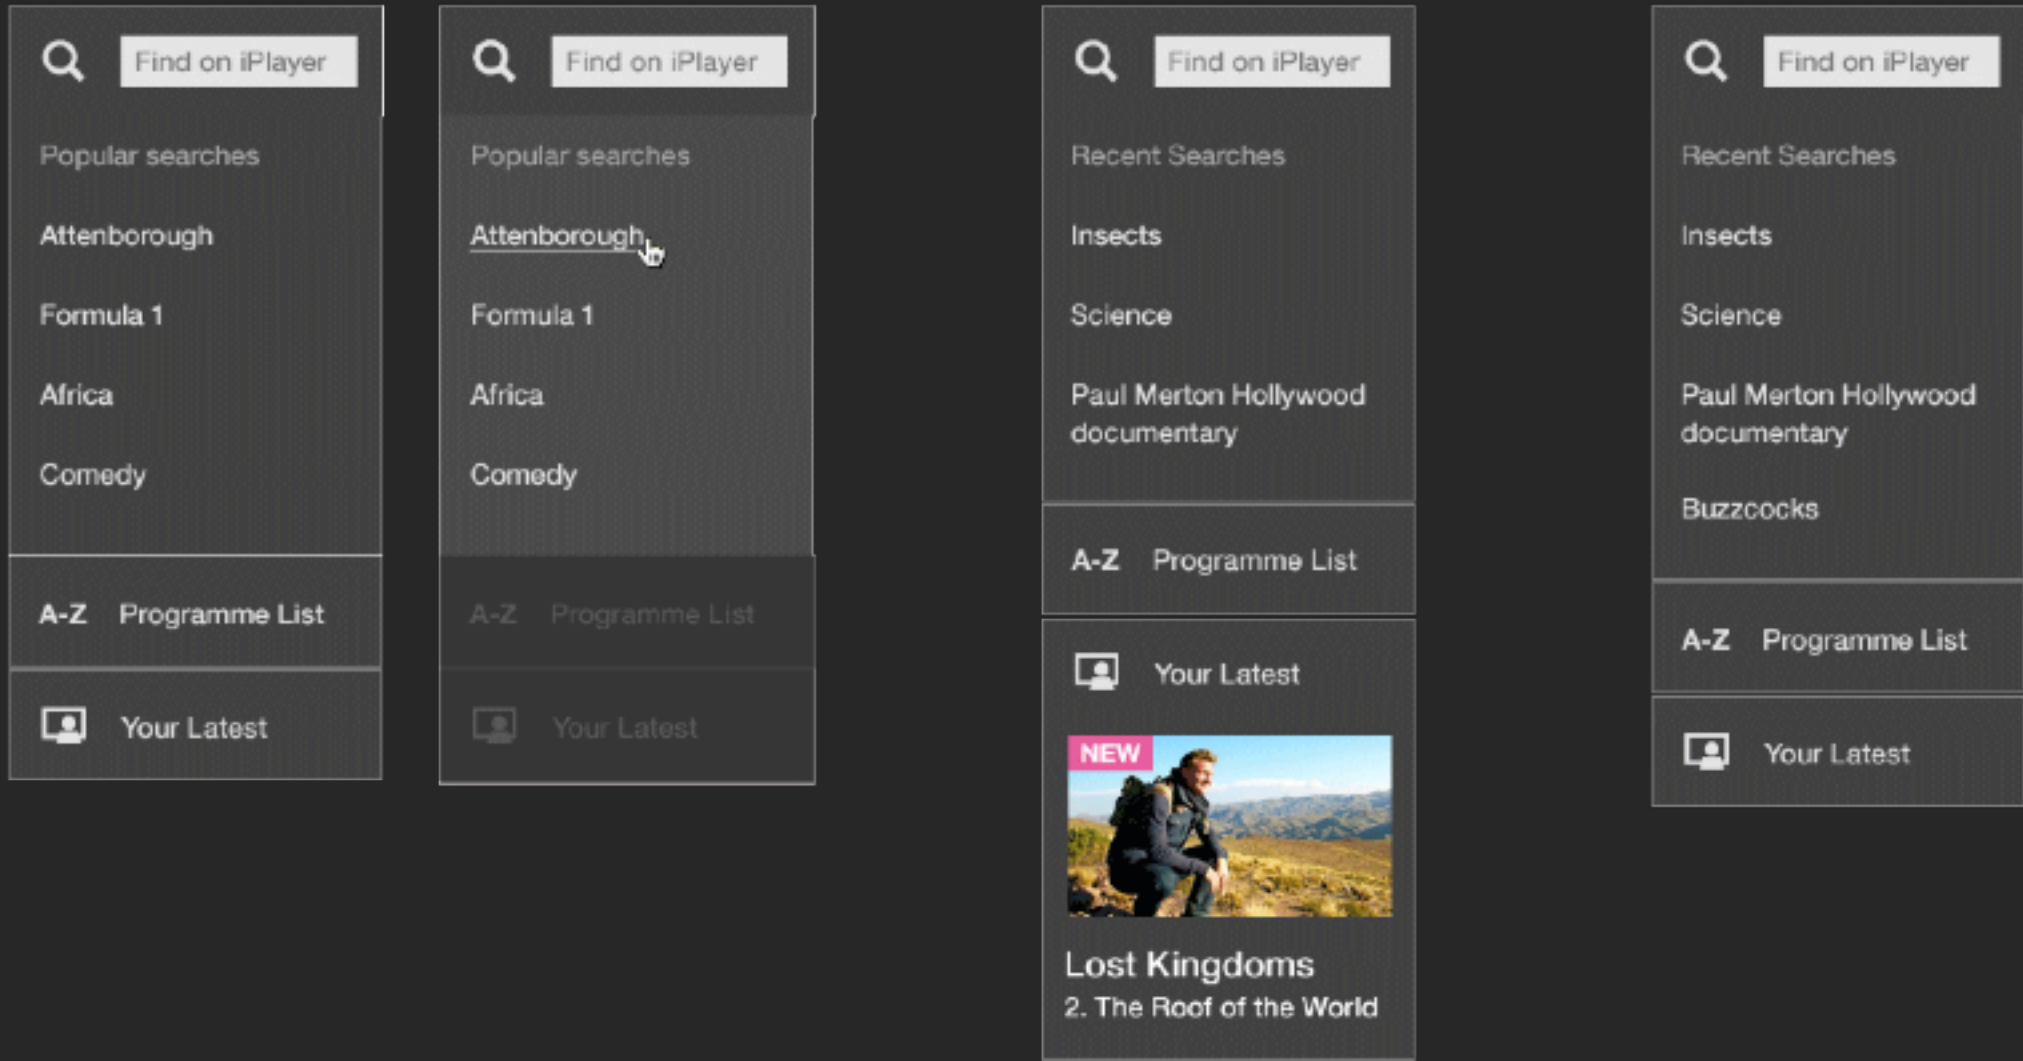 Find on iPlayer
Popular searches
Attenborough
Formula 1
Africa
Comedy
A-Z Programme List
Your Latest
Find on iPlayer
Popular searches
Attenborough
Formula 1
Africa
Comedy
A-Z Programme List
Your Latest
Find on iPlayer
Recent Searches
Insects
Science
Paul Merton Hollywood
documentary
A-Z Programme List
Your Latest
NEW
Lost Kingdoms
2. The Roof of the World
Find on iPlayer
Recent Searches
Insects
Science
Paul Merton Hollywood
documentary
Buzzcocks
A-Z Programme List
Your Latest